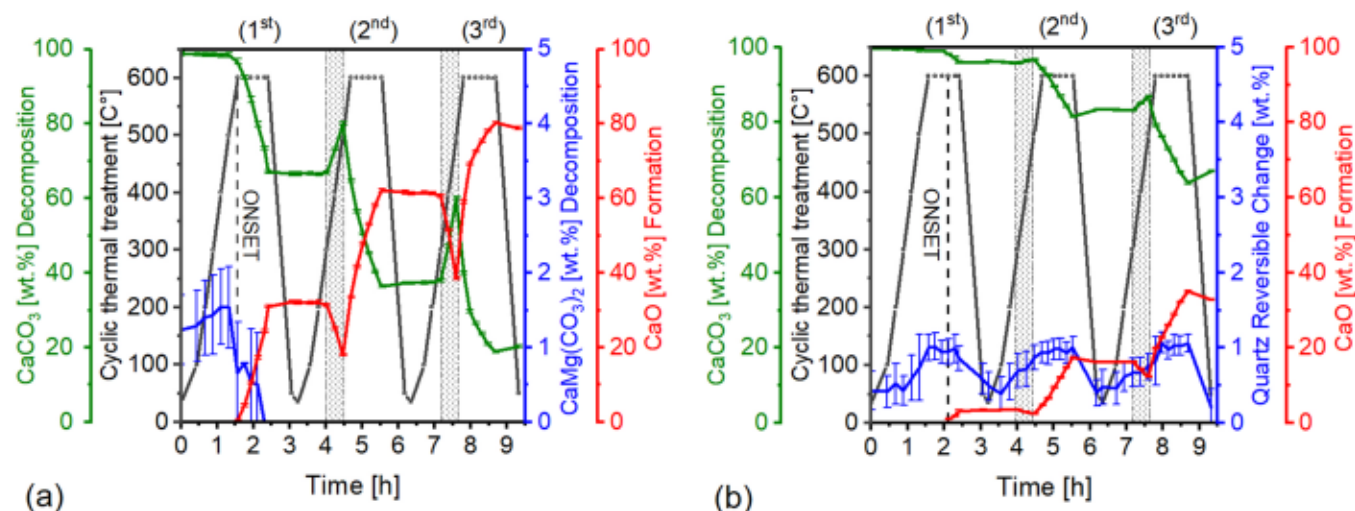 (1st) (2nd) (3rd)
100 80 60 40 20 0
CaCO3 [wt.%] Decomposition
600 500 400 300 200 100 0
Cyclic thermal treatment [C°]
ONSET
5 4 3 2 1 0
CaMg(CO3)2 [wt.%] Decomposition
100 80 60 40 20 0
CaO [wt.%] Formation
0 1 2 3 4 5 6 7 8 9
Time [h]
(a)
(1st) (2nd) (3rd)
100 80 60 40 20 0
CaCO3 [wt.%] Decomposition
600 500 400 300 200 100 0
Cyclic thermal treatment [C°]
ONSET
5 4 3 2 1 0
Quartz Reversible Change [wt.%]
100 80 60 40 20 0
CaO [wt.%] Formation
0 1 2 3 4 5 6 7 8 9
Time [h]
(b)